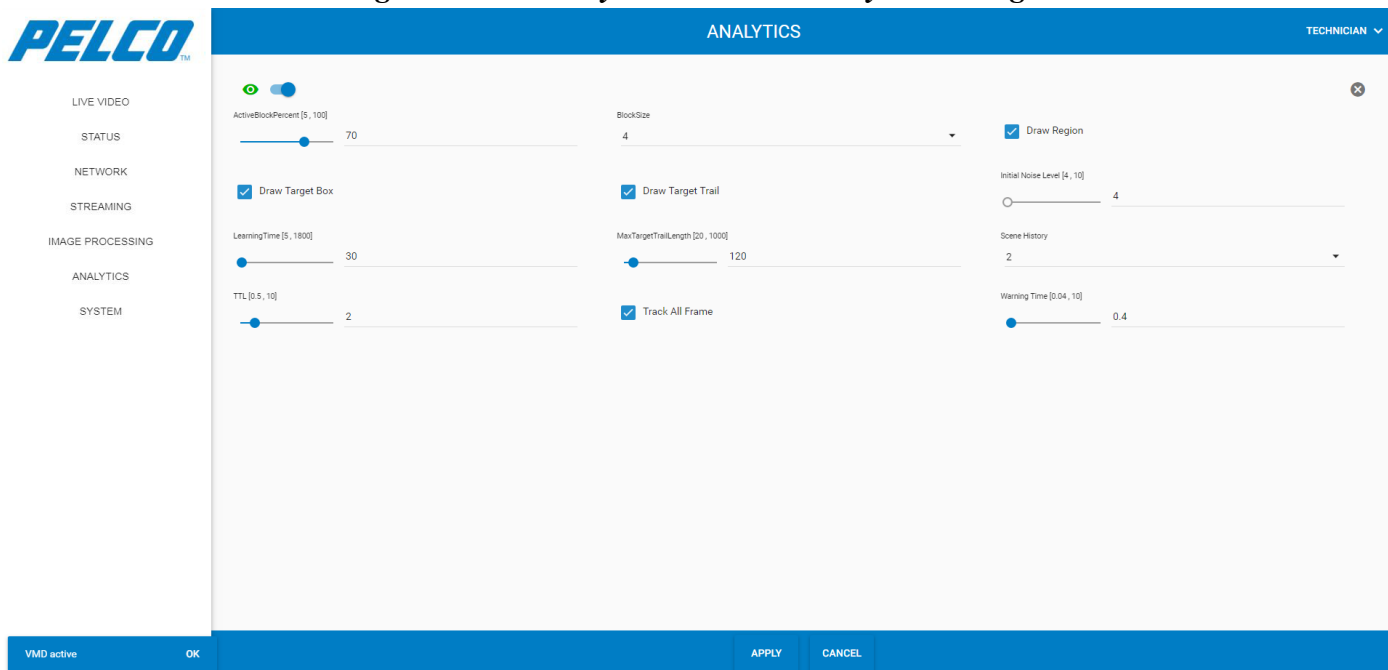 PELCO
TM
ANALYTICS
TECHNICIAN
LIVE VIDEO
STATUS
NETWORK
STREAMING
IMAGE PROCESSING
ANALYTICS
SYSTEM
ActiveBlockPercent [5 , 100]
70
BlockSize
4
Draw Region
Draw Target Box
Draw Target Trail
Initial Noise Level [4 , 10]
4
LearningTime [5 , 1800]
30
MaxTargetTrailLength [20 , 1000]
120
Scene History
2
TTL [0.5 , 10]
2
Track All Frame
Warning Time [0.04 , 10]
0.4
VMD active
OK
APPLY
CANCEL